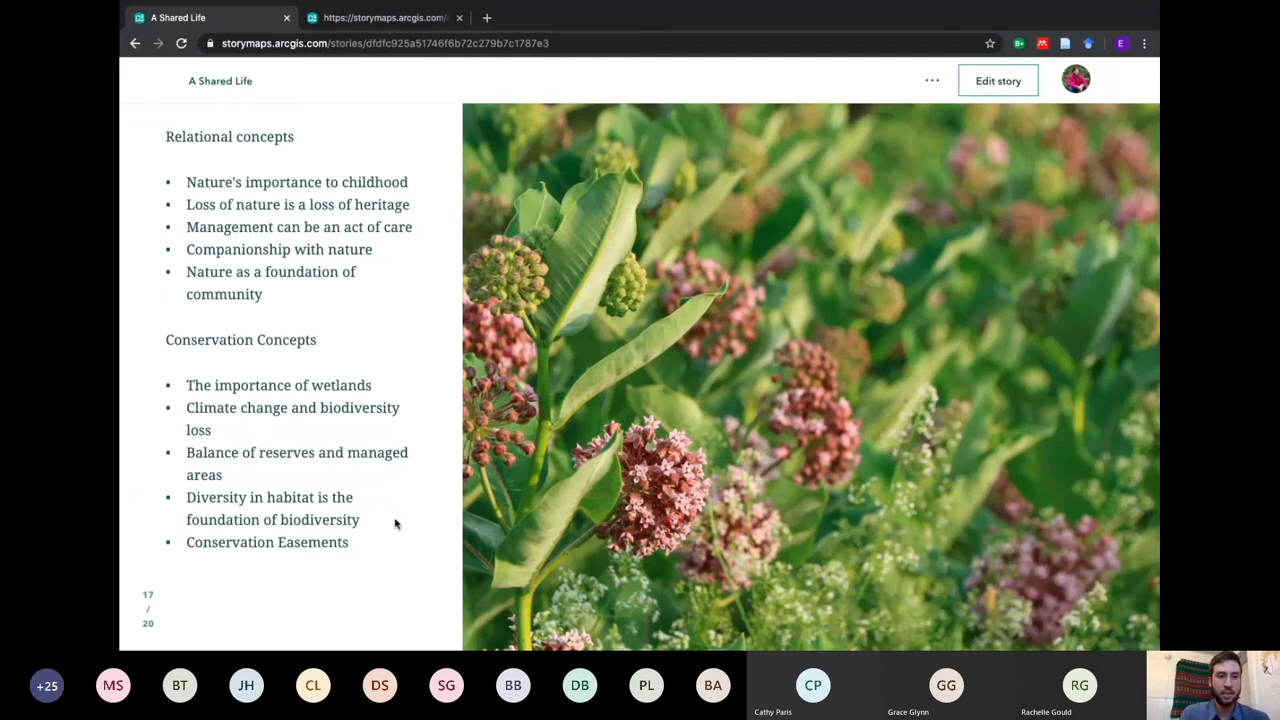 A Shared Life
https://storymaps.arcgis.com/
storymaps.arcgis.com/stories/dfdfc925a51746f6b72c279b7c1787e3
E
A Shared Life
Edit story
Relational concepts
• Nature's importance to childhood
• Loss of nature is a loss of heritage
• Management can be an act of care
• Companionship with nature
• Nature as a foundation of
community
Conservation Concepts
• The importance of wetlands
• Climate change and biodiversity
loss
• Balance of reserves and managed
areas
• Diversity in habitat is the
foundation of biodiversity
• Conservation Easements
17
/
20
+25
MS
BT
JH
CL
DS
SG
BB
DB
PL
BA
CP
GG
RG
Cathy Paris
Grace Glynn
Rachelle Gould